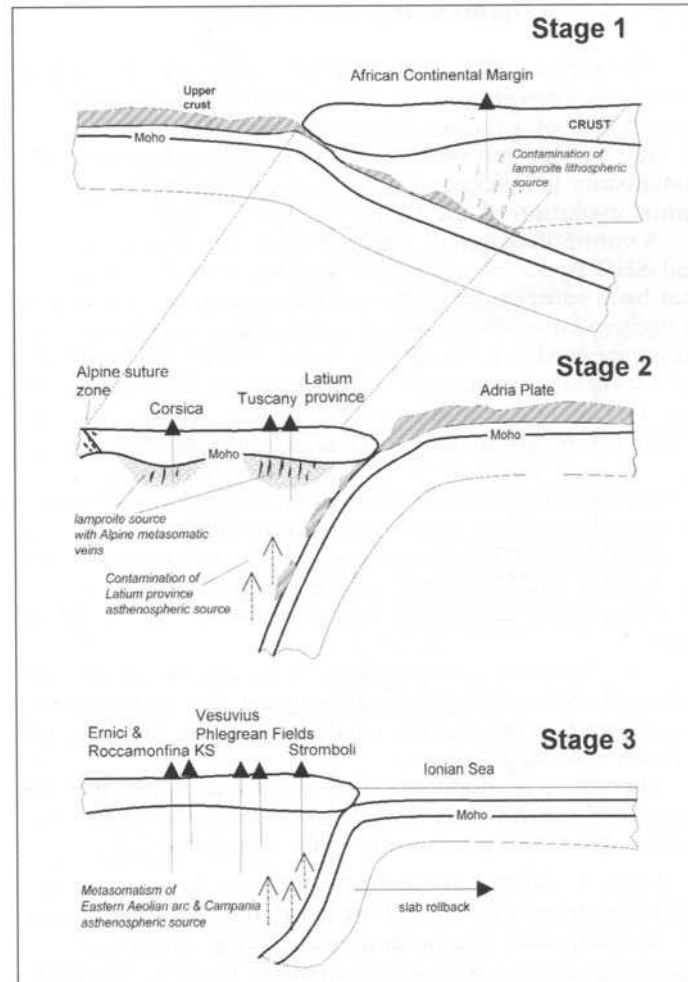 Stage 1
African Continental Margin
Upper
crust
Moho
CRUST
Contamination of
lamproite lithospheric
source
Stage 2
Alpine suture
zone
Corsica
Tuscany
Latium
province
Adria Plate
Moho
Moho
lamproite source
with Alpine metasomatic
veins
Contamination of
Latium province
asthenospheric source
Stage 3
Ernici &
Roccamonfina KS
Vesuvius
Phlegrean Fields
Stromboli
Ionian Sea
Moho
Metasomatism of
Eastern Aeolian arc & Campania
asthenospheric source
slab rollback